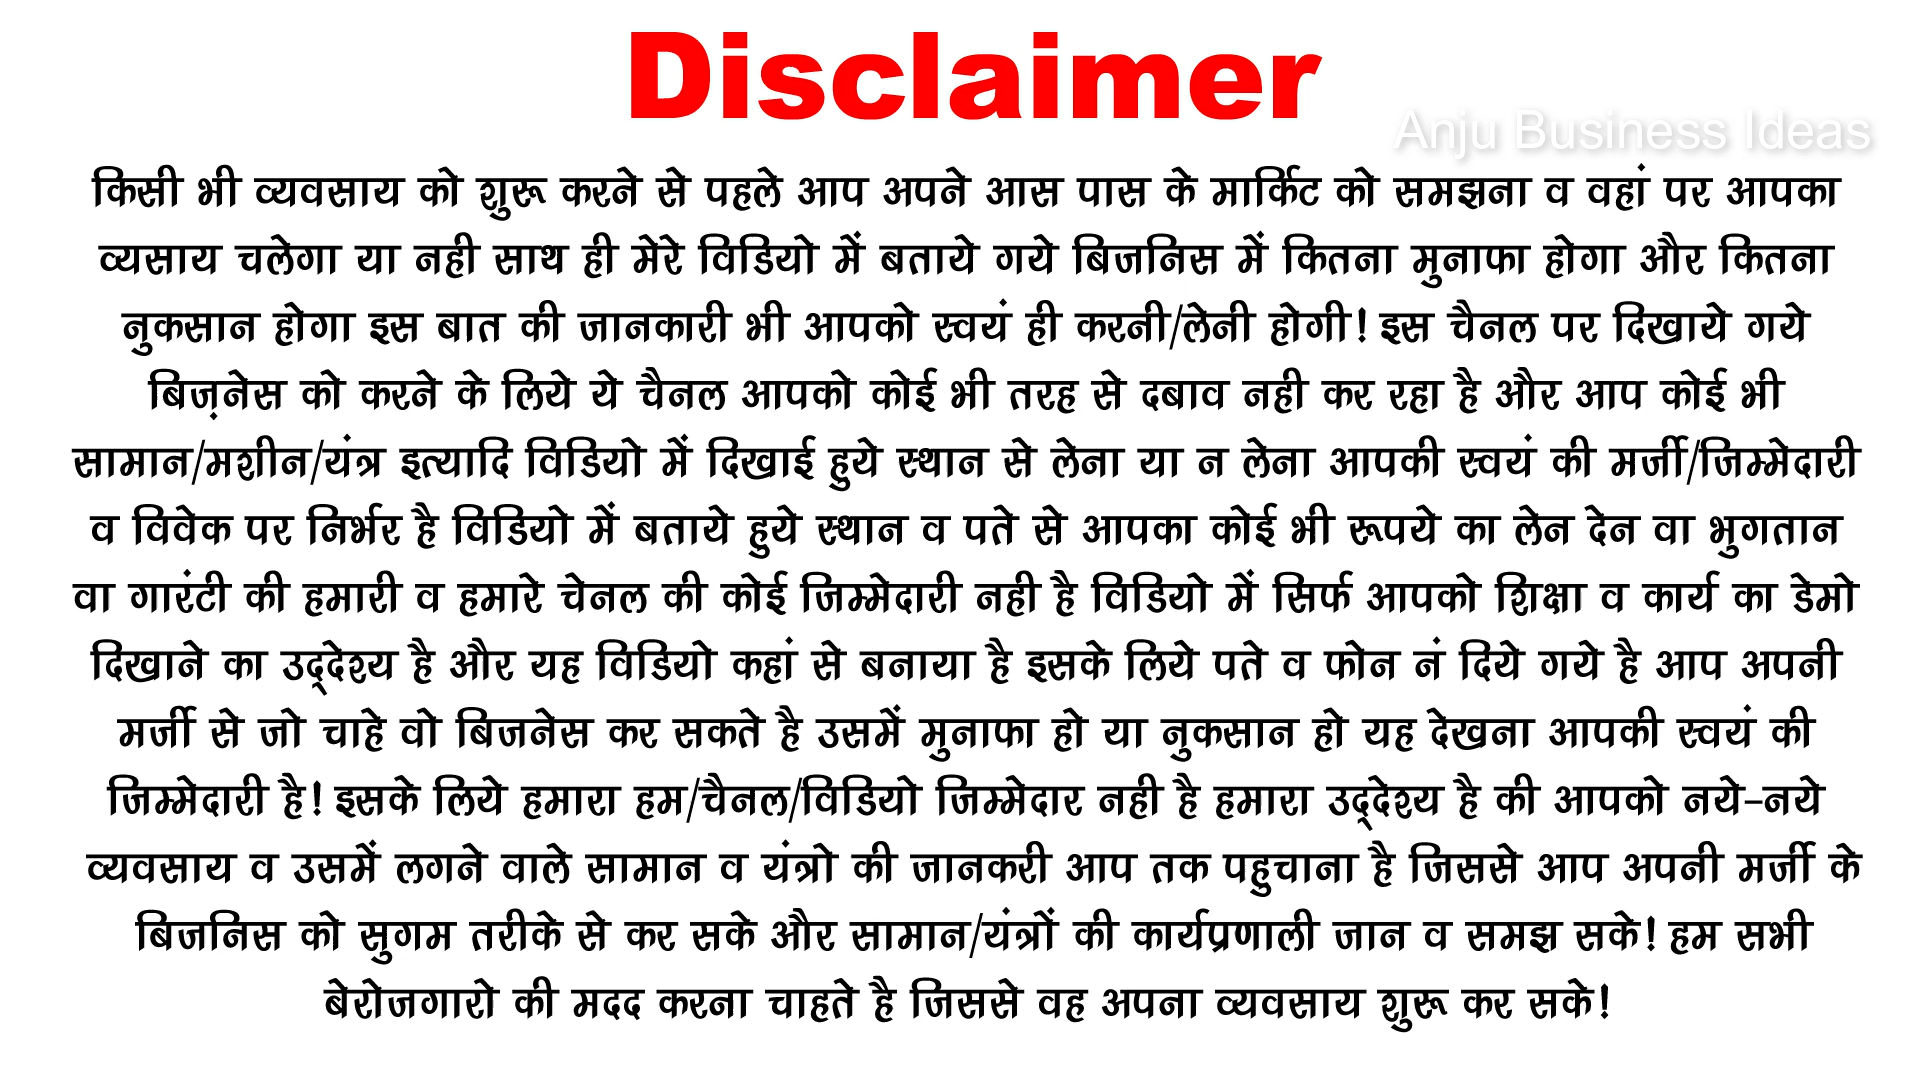 Disclaimer
Anju Business Ideas
किसी भी व्यवसाय को शुरू करने से पहले आप अपने आस पास के मार्किट को समझना व वहां पर आपका
व्यसाय चलेगा या नही साथ ही मेरे विडियो में बताये गये बिजनिस में कितना मुनाफा होगा और कितना
नुकसान होगा इस बात की जानकारी भी आपको स्वयं ही करनी/लेनी होगी! इस चैनल पर दिखाये गये
बिज़नेस को करने के लिये ये चैनल आपको कोई भी तरह से दबाव नही कर रहा है और आप कोई भी
सामान/मशीन/यंत्र इत्यादि विडियो में दिखाई हुये स्थान से लेना या न लेना आपकी स्वयं की मर्जी/जिम्मेदारी
व विवेक पर निर्भर है विडियो में बताये हुये स्थान व पते से आपका कोई भी रूपये का लेन देन वा भुगतान
वा गारंटी की हमारी व हमारे चेनल की कोई जिम्मेदारी नही है विडियो में सिर्फ आपको शिक्षा व कार्य का डेमो
दिखाने का उद्देश्य है और यह विडियो कहां से बनाया है इसके लिये पते व फोन नं दिये गये है आप अपनी
मर्जी से जो चाहे वो बिजनेस कर सकते है उसमें मुनाफा हो या नुकसान हो यह देखना आपकी स्वयं की
जिम्मेदारी है! इसके लिये हमारा हम/चैनल/विडियो जिम्मेदार नही है हमारा उद्देश्य है की आपको नये-नये
व्यवसाय व उसमें लगने वाले सामान व यंत्रो की जानकरी आप तक पहुचाना है जिससे आप अपनी मर्जी के
बिजनिस को सुगम तरीके से कर सके और सामान/यंत्रों की कार्यप्रणाली जान व समझ सके! हम सभी
बेरोजगारो की मदद करना चाहते है जिससे वह अपना व्यवसाय शुरू कर सके!